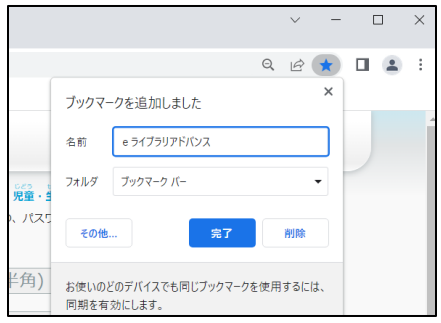 ブックマークを追加しました
名前
e ライブラリアドバンス
フォルダ
ブックマーク バー
じどう
児童・
、パスワ
その他...
完了
削除
半角)
お使いのどのデバイスでも同じブックマークを使用するには、
同期を有効にします。